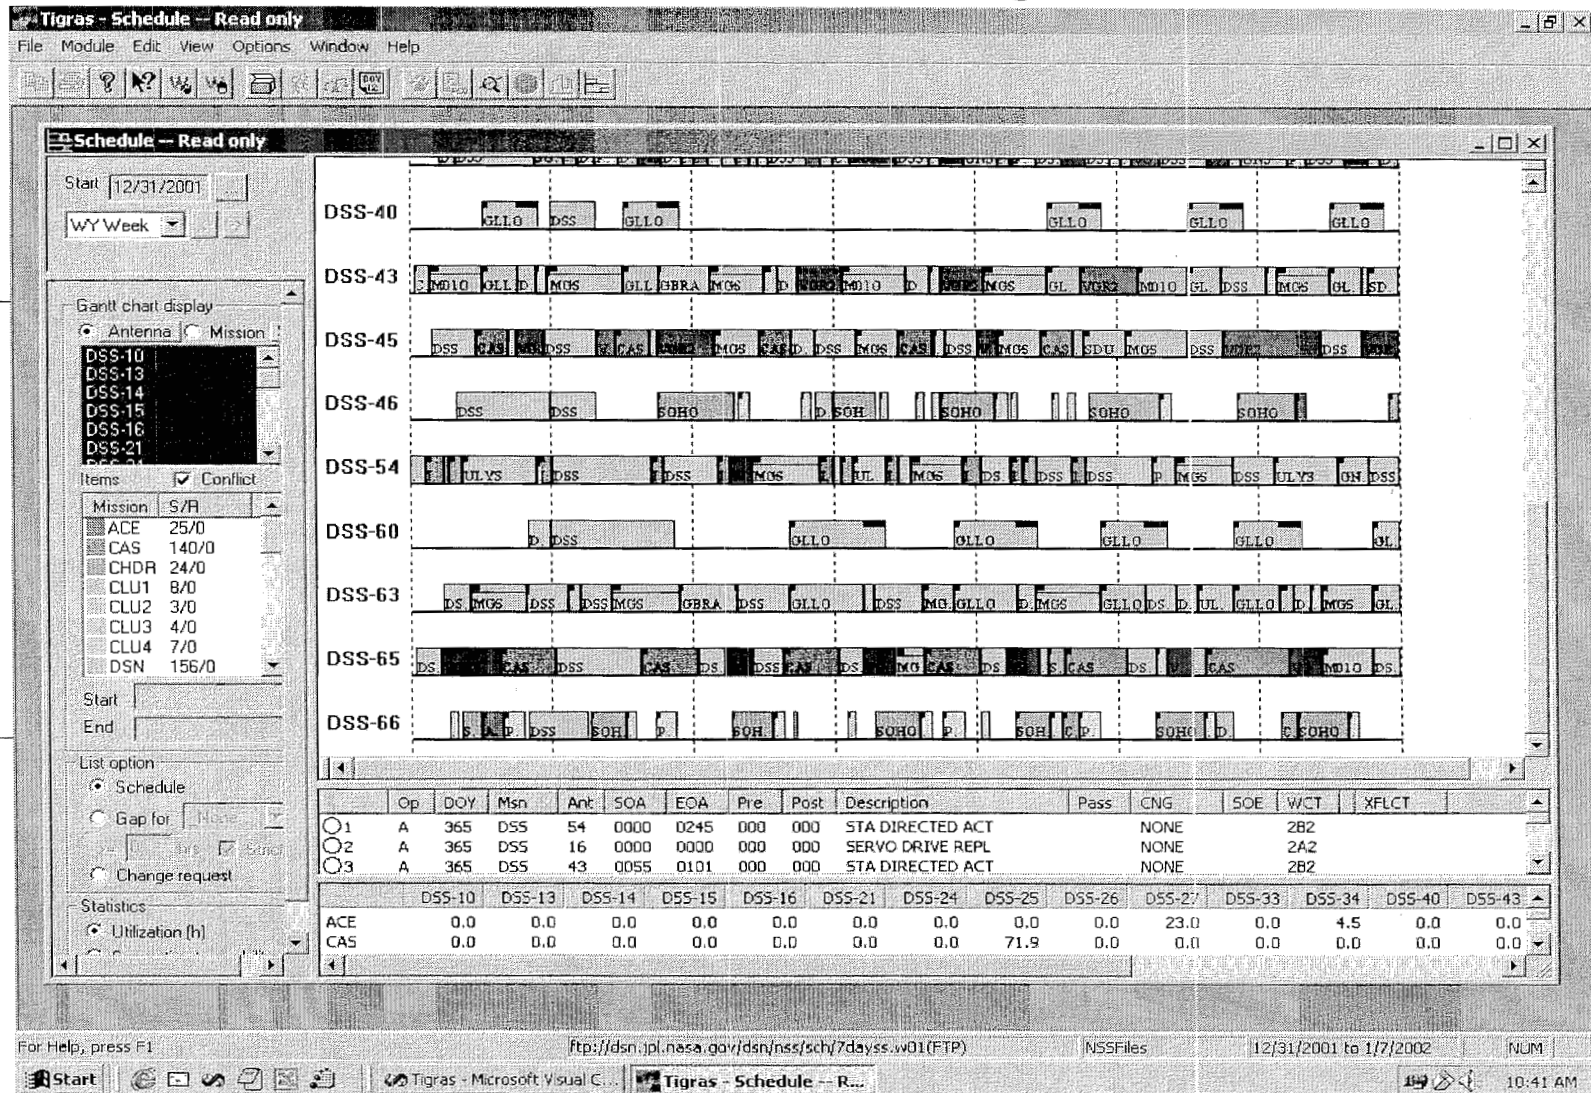 Tigras - Schedule -- Read only
File Module Edit View Options Window Help
Schedule -- Read only
Start 12/31/2001 ...
WY Week
Gantt chart display
Antenna Mission
DSS-10
DSS-13
DSS-14
DSS-15
DSS-16
DSS-21
Items Conflict
Mission S/R
ACE 25/0
CAS 140/0
CHDR 24/0
CLU1 8/0
CLU2 3/0
CLU3 4/0
CLU4 7/0
DSN 156/0
Start
End
List option
Schedule
Gap for None
hrs
Change request
Statistics
Utilization (h)
DSS-40 GLLO DSS GLLO GLLO GLLO GLLO
DSS-43 C. MO1O GLL D. MGS GLL GBRA MGS D. VGR2 MO1O D. MGS GL. VGR2 MO1O GL. DSS MGS GL. SD.
DSS-45 DSS CAS DSS V. CAS VGR2 MGS CAS D. DSS MGS CAS . DSS V. MGS CAS . SDU MGS DSS VGR2 DSS
DSS-46 DSS DSS SOHO D. SOH SOHO SOHO SOHO
DSS-54 ULYS DSS DSS MGS UL MGS DS. DSS DSS P. MGS DSS ULYS GN. DSS
DSS-60 D. DSS GLLO GLLO GLLO GLLO GL.
DSS-63 DS. MGS DSS DSS MGS GBRA DSS GLLO DSS MG. GLLO D. MGS GLLO DS. D. UL. GLLO D. MGS GL.
DSS-65 DS. CAS DSS CAS DS. DSS CAS DS. MG CAS DS. S. CAS DS. V. CAS MO1O DS.
DSS-66 S. A. P. DSS SOH. P. SOH. SOHO P. SOH. C. P. SOHO D. C. SOHO
Op DOY Msn Ant SOA EOA Pre Post Description Pass CNG SOE WCT XFLCT
1 A 365 DSS 54 0000 0245 000 000 STA DIRECTED ACT NONE 2B2
2 A 365 DSS 16 0000 0000 000 000 SERVO DRIVE REPL NONE 2A2
3 A 365 DSS 43 0055 0101 000 000 STA DIRECTED ACT NONE 2B2
DSS-10 DSS-13 DSS-14 DSS-15 DSS-16 DSS-21 DSS-24 DSS-25 DSS-26 DSS-27 DSS-33 DSS-34 DSS-40 DSS-43
ACE 0.0 0.0 0.0 0.0 0.0 0.0 0.0 0.0 0.0 23.0 0.0 4.5 0.0 0.0
CAS 0.0 0.0 0.0 0.0 0.0 0.0 0.0 71.9 0.0 0.0 0.0 0.0 0.0 0.0
For Help, press F1 ftp://dsn.jpl.nasa.gov/dsn/nss/sch/7dayss.w01(FTP) NSSFiles 12/31/2001 to 1/7/2002 NUM
Start Tigras - Microsoft Visual C... Tigras - Schedule -- R... 10:41 AM